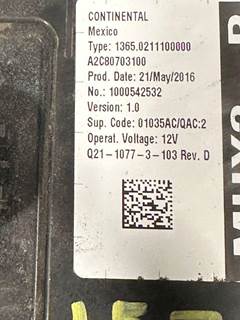 CONTINENTAL
Mexico
Type: 1365.0211100000
A2C80703100
Prod. Date: 21/May/2016
No.: 1000542532
Version: 1.0
Sup. Code: 01035AC/QAC:2
Operat. Voltage: 12V
Q21-1077-3-103 Rev. D